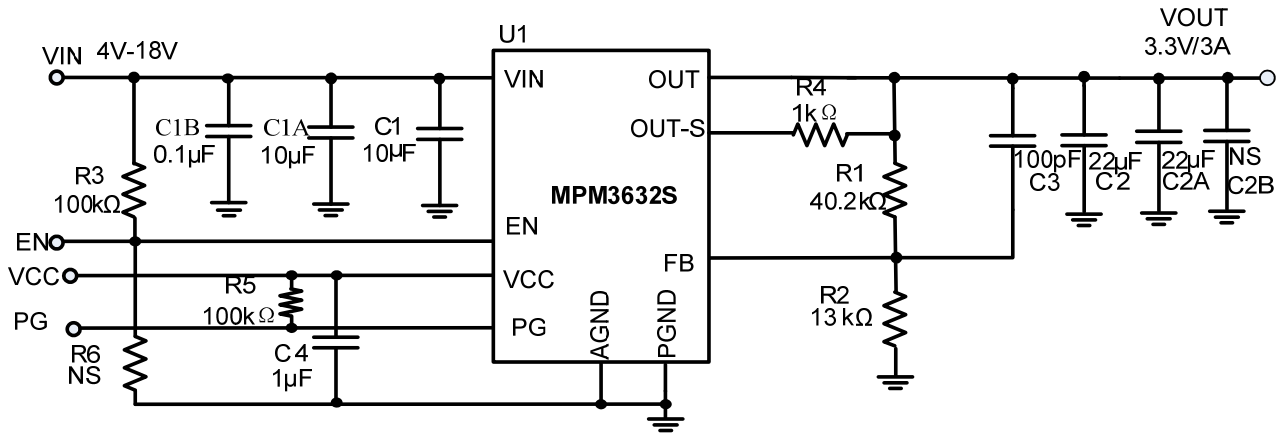 VOUT
3.3V/3A
U1
VIN
4V-18V
VIN
OUT
R4
1kΩ
OUT-S
C1B
0.1µF
C1A
10µF
C1
10µF
100pF
C3
22µF
C2
22µF
C2A
NS
C2B
R3
100kΩ
R1
40.2kΩ
MPM3632S
EN
EN
FB
VCC
VCC
R5
100kΩ
R2
13kΩ
PG
PG
AGND
PGND
R6
NS
C4
1µF